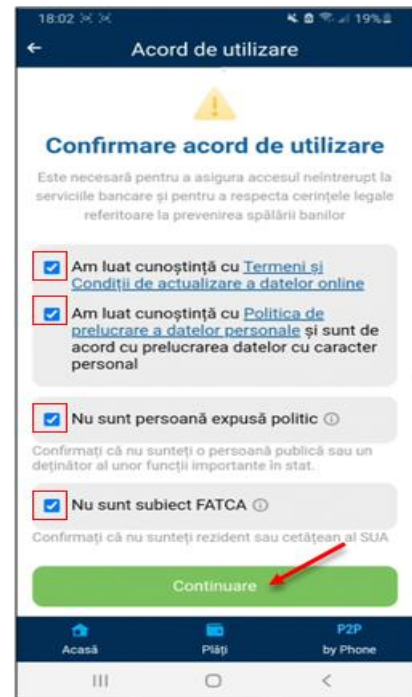 18:02 19%
Acord de utilizare
Confirmare acord de utilizare
Este necesară pentru a asigura accesul neîntrerupt la
serviciile bancare și pentru a respecta cerințele legale
referitoare la prevenirea spălării banilor
Am luat cunoștință cu Termeni și
Condiții de actualizare a datelor online
Am luat cunoștință cu Politica de
prelucrare a datelor personale și sunt de
acord cu prelucrarea datelor cu caracter
personal
Nu sunt persoană expusă politic
Confirmați că nu sunteți o persoană publică sau un
deținător al unor funcții importante în stat.
Nu sunt subiect FATCA
Confirmați că nu sunteți rezident sau cetățean al SUA
Continuare
Acasă Plăți P2P
by Phone